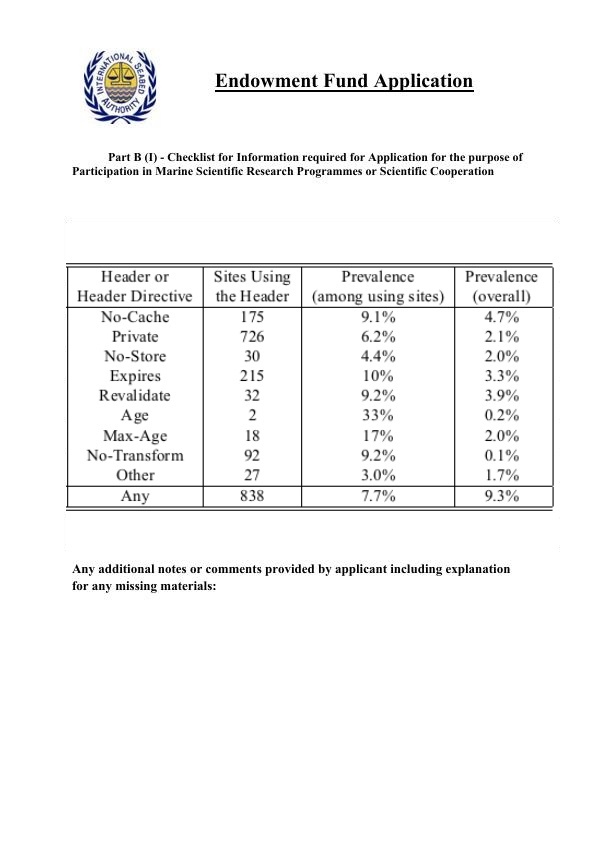 INTERNATIONAL SEABED AUTHORITY
Endowment Fund Application
Part B (I) - Checklist for Information required for Application for the purpose of
Participation in Marine Scientific Research Programmes or Scientific Cooperation
Header or Sites Using Prevalence Prevalence
Header Directive the Header (among using sites) (overall)
No-Cache 175 9.1% 4.7%
Private 726 6.2% 2.1%
No-Store 30 4.4% 2.0%
Expires 215 10% 3.3%
Revalidate 32 9.2% 3.9%
Age 2 33% 0.2%
Max-Age 18 17% 2.0%
No-Transform 92 9.2% 0.1%
Other 27 3.0% 1.7%
Any 838 7.7% 9.3%
Any additional notes or comments provided by applicant including explanation
for any missing materials: